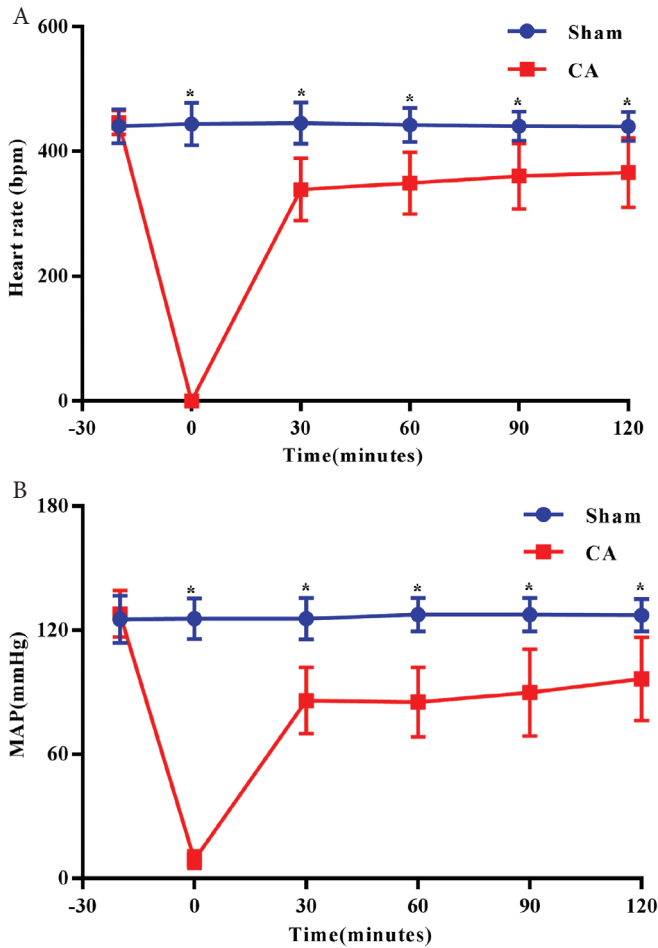 A
600
Sham
CA
* * * * * *
400
Heart rate (bpm)
200
0
-30 0 30 60 90 120
Time(minutes)
B
180
Sham
CA
* * * * *
120
MAP(mmHg)
60
0
-30 0 30 60 90 120
Time(minutes)